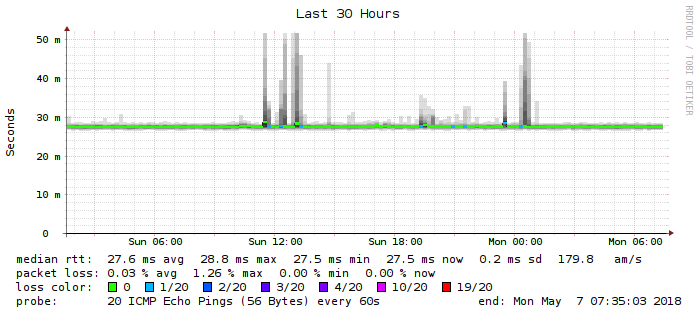 Last 30 Hours
RRDTOOL / TOBI OETIKER
Seconds
50 m
40 m
30 m
20 m
10 m
0
Sun 06:00 Sun 12:00 Sun 18:00 Mon 00:00 Mon 06:00
median rtt: 27.6 ms avg 28.8 ms max 27.5 ms min 27.5 ms now 0.2 ms sd 179.8 am/s
packet loss: 0.03 % avg 1.26 % max 0.00 % min 0.00 % now
loss color: 0 1/20 2/20 3/20 4/20 10/20 19/20
probe: 20 ICMP Echo Pings (56 Bytes) every 60s end: Mon May 7 07:35:03 2018